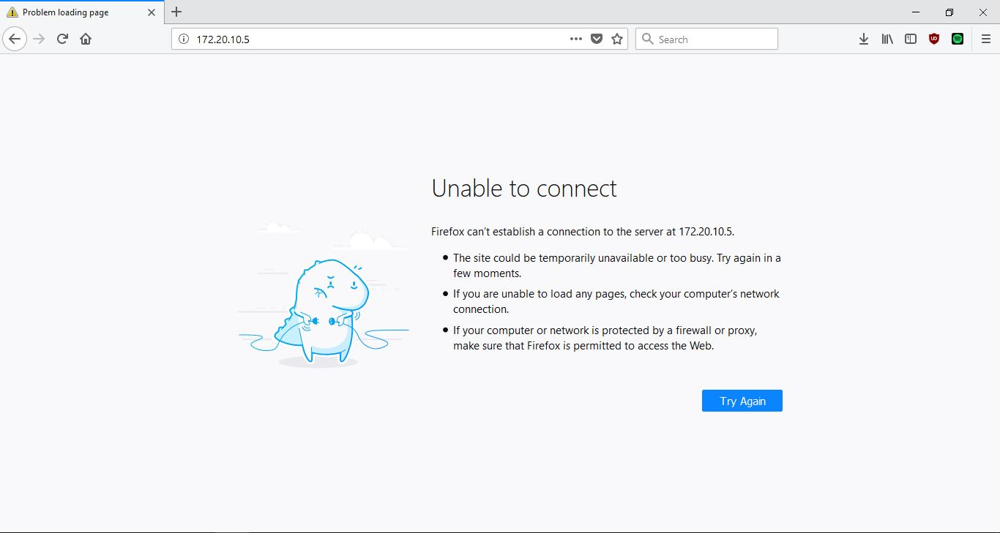 Problem loading page
172.20.10.5
Search
Unable to connect
Firefox can't establish a connection to the server at 172.20.10.5.
The site could be temporarily unavailable or too busy. Try again in a
few moments.
If you are unable to load any pages, check your computer's network
connection.
If your computer or network is protected by a firewall or proxy,
make sure that Firefox is permitted to access the Web.
Try Again